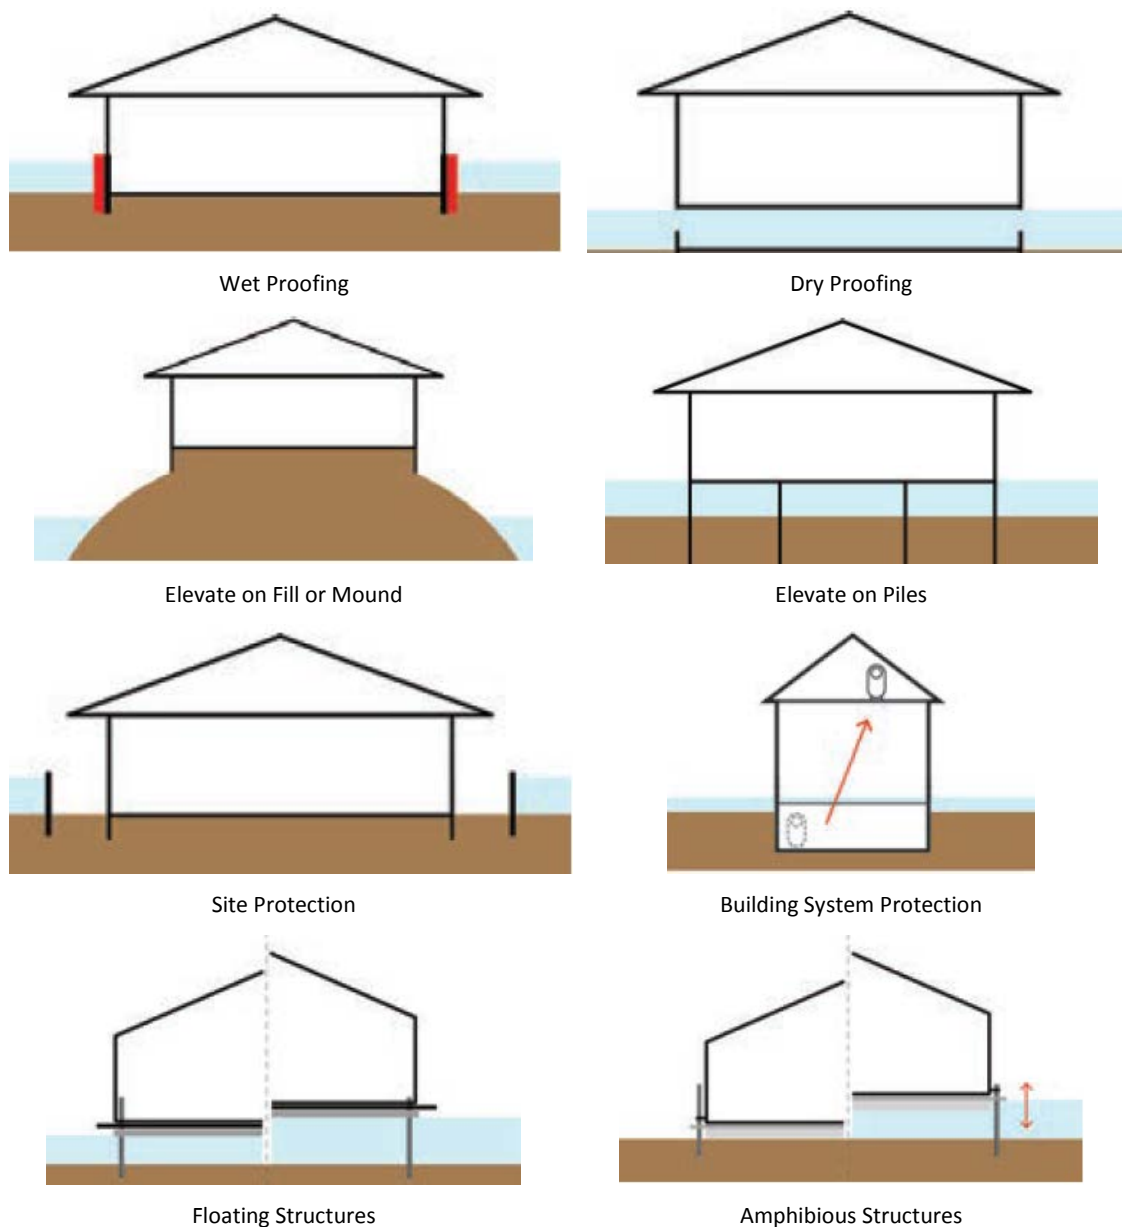 Wet Proofing
Dry Proofing
Elevate on Fill or Mound
Elevate on Piles
Site Protection
Building System Protection
Floating Structures
Amphibious Structures